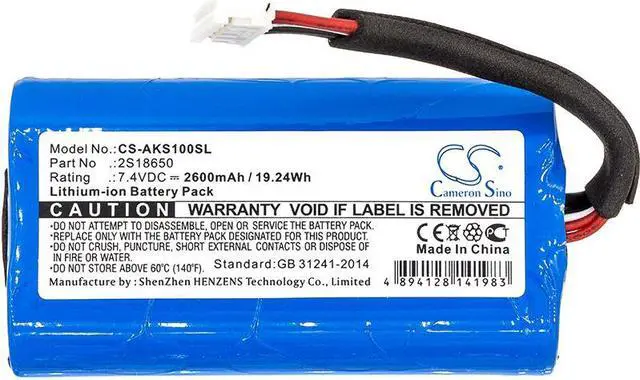 Model No.: CS-AKS100SL
Part No :2S18650
Rating :7.4VDC⎓ 2600mAh / 19.24Wh
Lithium-ion Battery Pack
CS
Cameron Sino
CAUTION WARRANTY VOID IF LABEL IS REMOVED
•DO NOT ATTEMPT TO DISASSEMBLE, OPEN OR SERVICE BATTERY
•REPLACE ONLY WITH THE COMPATIBLE BATTERY PACK DESIGNED FOR YOUR PRODUCT
•DO NOT CRUSH, PUNCTURE, SHORT EXTERNAL CONTACTS OR DISPOSE OF IN FIRE OR WATER
•DO NOT STORE ABOVE 60°C (140°F).
Standard:GB 31241-2014
Manufacture by : ShenZhen HENZENS Technology Co., Limited
CE
Made In China
4 894128 141983